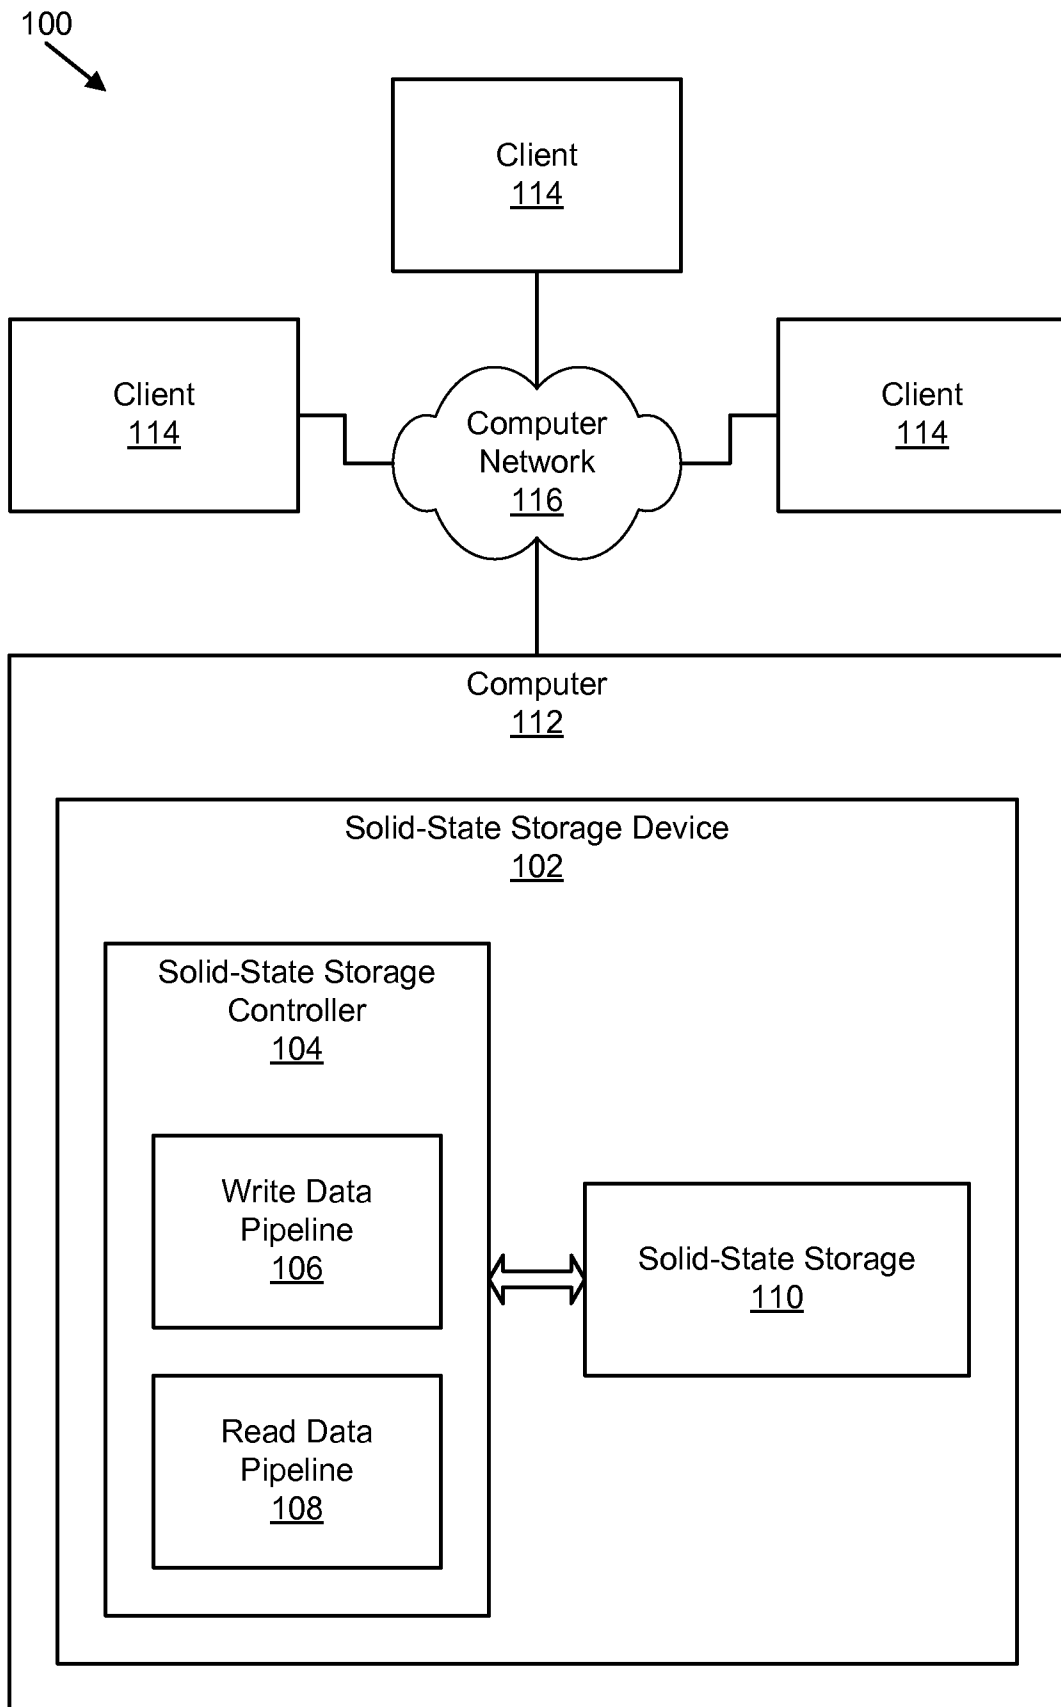 100
Client
114
Client
114
Client
114
Computer
Network
116
Computer
112
Solid-State Storage Device
102
Solid-State Storage
Controller
104
Write Data
Pipeline
106
Solid-State Storage
110
Read Data
Pipeline
108